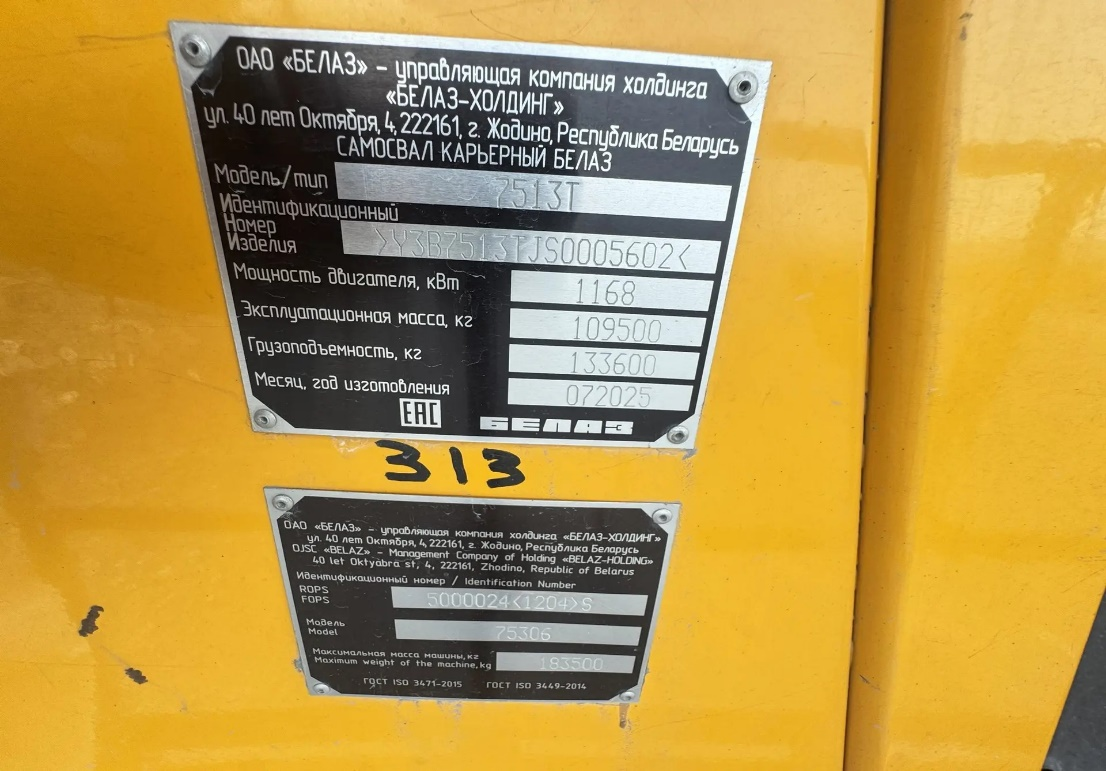 ОАО «БЕЛАЗ» - управляющая компания холдинга
«БЕЛАЗ-ХОЛДИНГ»
ул. 40 лет Октября, 4, 222161, г. Жодино, Республика Беларусь
САМОСВАЛ КАРЬЕРНЫЙ БЕЛАЗ
Модель/тип 7513T
Идентификационный
Номер
Изделия >Y3B7513TJS0005602<
Мощность двигателя, кВт 1168
Эксплуатационная масса, кг 109500
Грузоподъемность, кг 133600
Месяц, год изготовления 072025
EAC БЕЛАЗ
313
ОАО «БЕЛАЗ» - управляющая компания холдинга «БЕЛАЗ-ХОЛДИНГ»
ул. 40 лет Октября, 4, 222161, г. Жодино, Республика Беларусь
OJSC «BELAZ» - Management Company of Holding «BELAZ-HOLDING»
40 let Oktyabra st, 4, 222161, Zhodino, Republic of Belarus
Идентификационный номер / Identification Number
ROPS
FOPS 5000024<1204>S
Модель
Model 75306
Максимальная масса машины, кг
Maximum weight of the machine, kg 183500
ГОСТ ISO 3471-2015 ГОСТ ISO 3449-2014